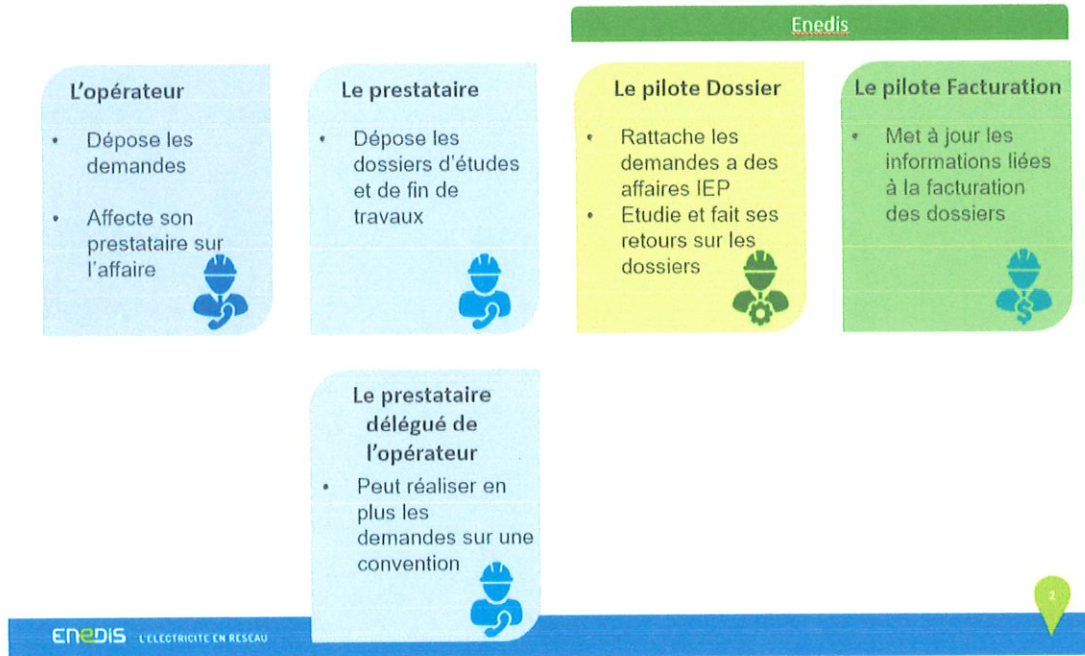 Enedis
L'opérateur
• Dépose les
demandes
• Affecte son
prestataire sur
l'affaire
Le prestataire
• Dépose les
dossiers d'études
et de fin de
travaux
Le pilote Dossier
• Rattache les
demandes a des
affaires IEP
• Etudie et fait ses
retours sur les
dossiers
Le pilote Facturation
• Met à jour les
informations liées
à la facturation
des dossiers
$
Le prestataire
délégué de
l'opérateur
• Peut réaliser en
plus les
demandes sur une
convention
2
ENEDIS L'ELECTRICITE EN RESEAU